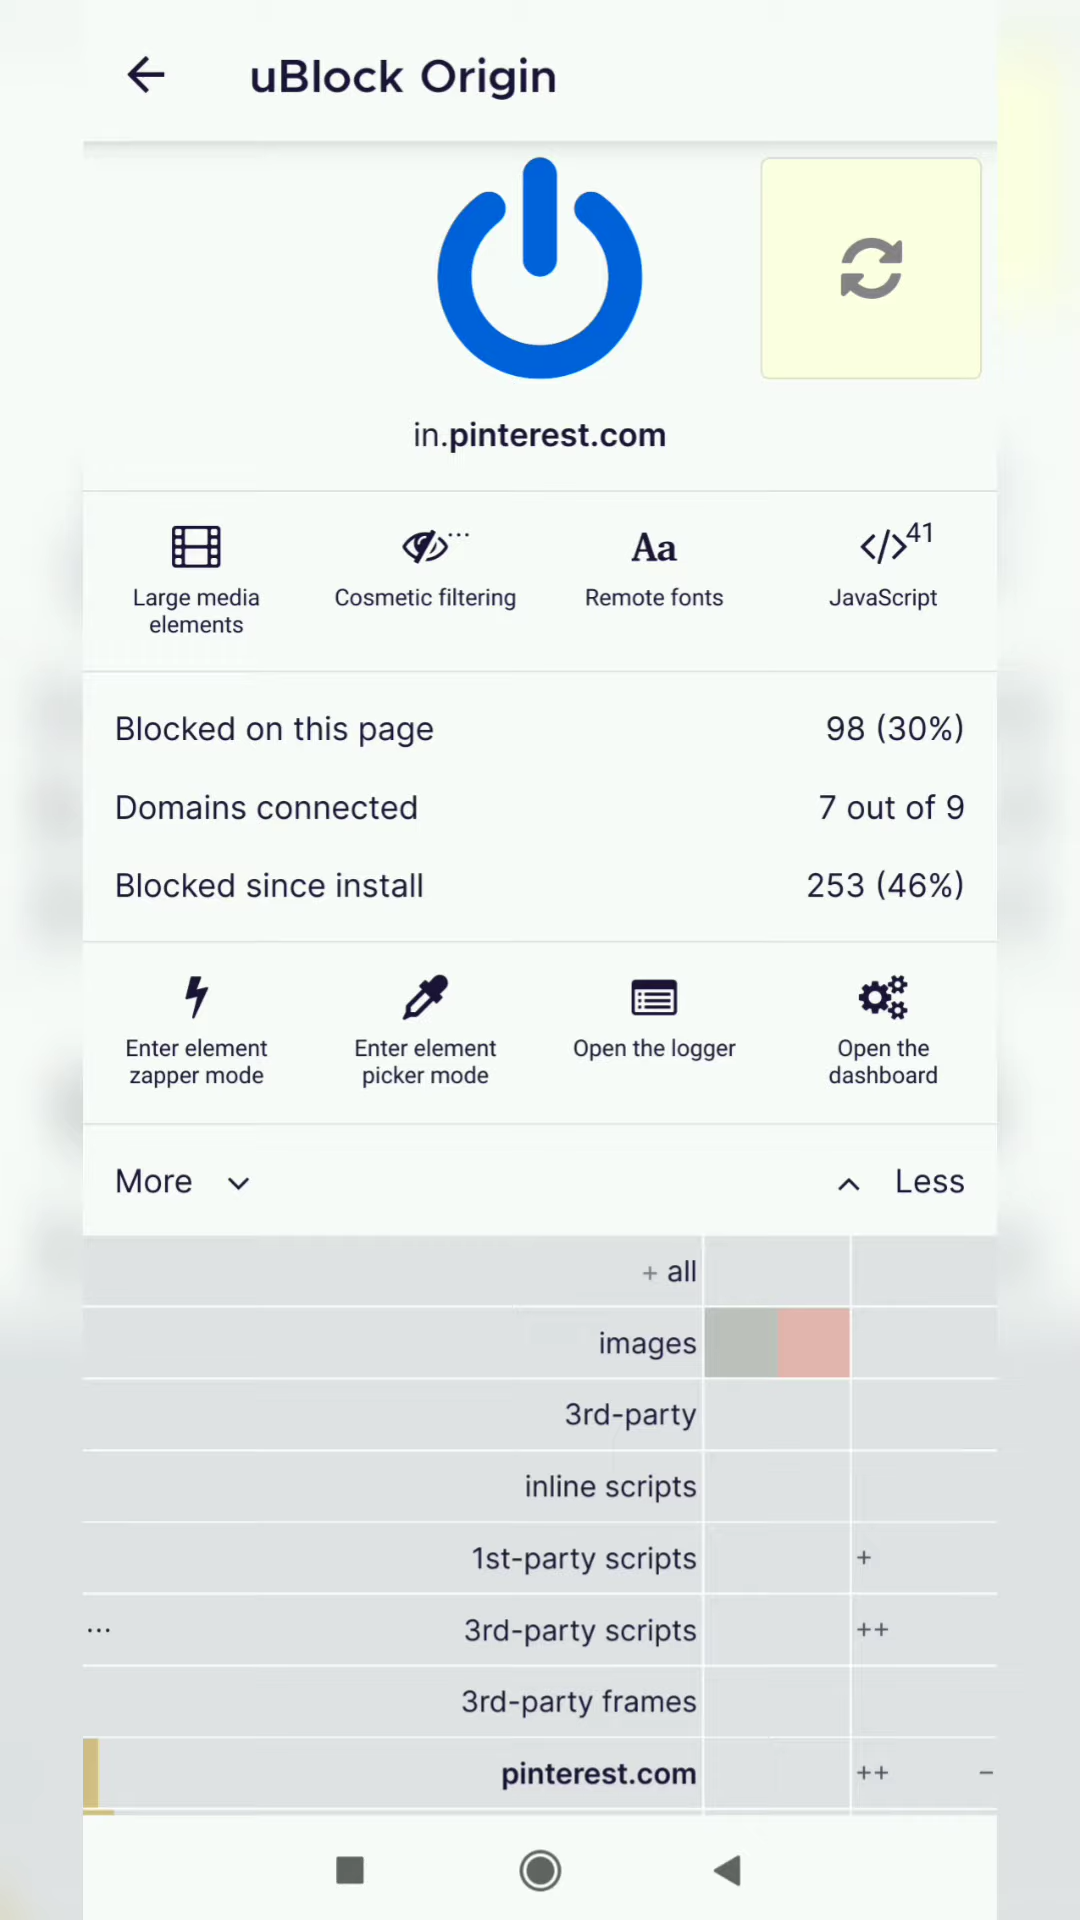 uBlock Origin
in.pinterest.com
Large media
elements
Cosmetic filtering
...
Aa
Remote fonts
</>41
JavaScript
Blocked on this page 98 (30%)
Domains connected 7 out of 9
Blocked since install 253 (46%)
Enter element
zapper mode
Enter element
picker mode
Open the logger
Open the
dashboard
More Less
+ all
images
3rd-party
inline scripts
1st-party scripts +
... 3rd-party scripts ++
3rd-party frames
pinterest.com ++ −